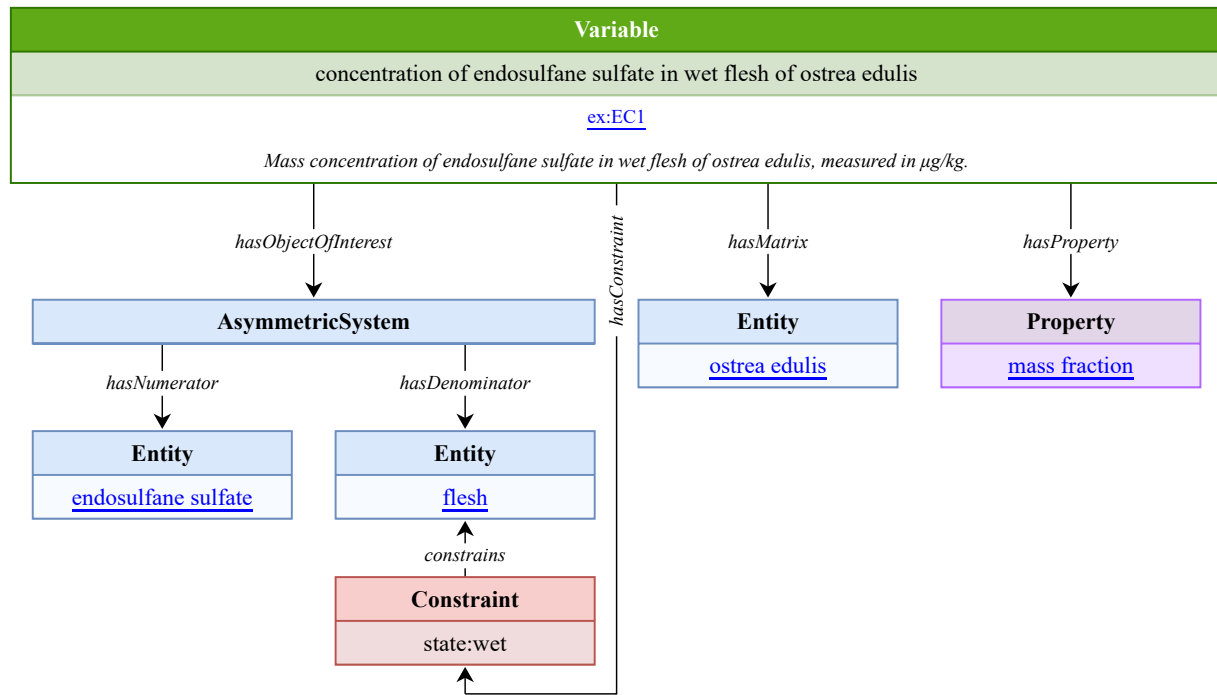 Variable
concentration of endosulfane sulfate in wet flesh of ostrea edulis
ex:EC1
Mass concentration of endosulfane sulfate in wet flesh of ostrea edulis, measured in µg/kg.
hasObjectOfInterest
hasConstraint
hasMatrix
hasProperty
AsymmetricSystem
Entity
ostrea edulis
Property
mass fraction
hasNumerator
hasDenominator
Entity
endosulfane sulfate
Entity
flesh
constrains
Constraint
state:wet